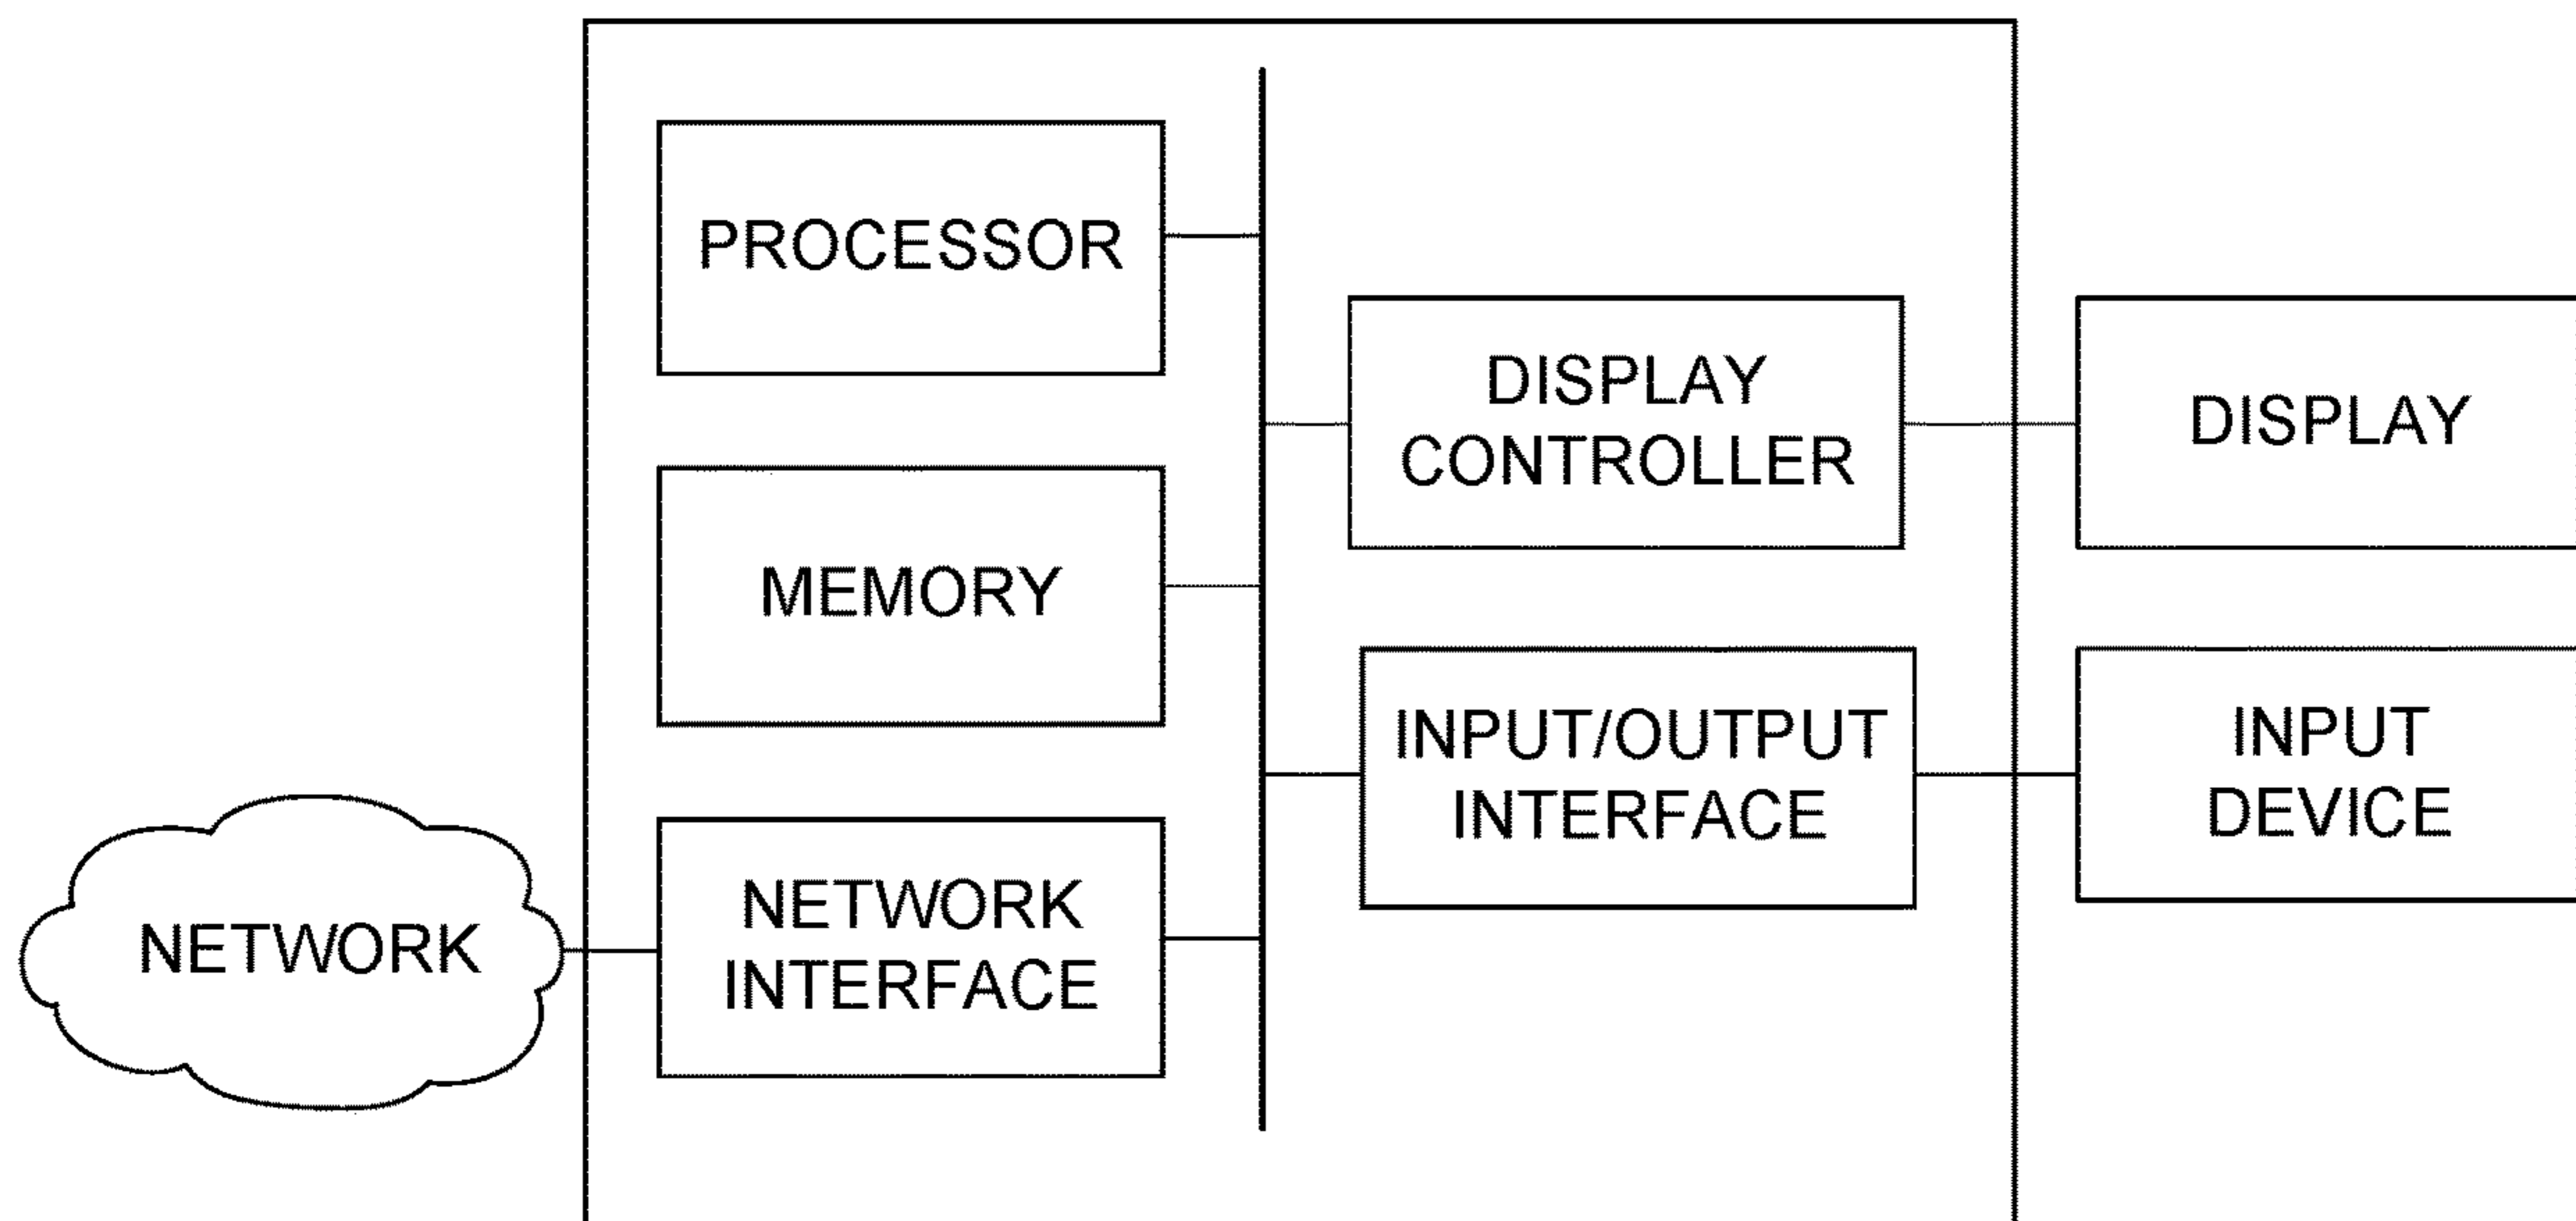 PROCESSOR
MEMORY
NETWORK
INTERFACE
NETWORK
DISPLAY
CONTROLLER
INPUT/OUTPUT
INTERFACE
DISPLAY
INPUT
DEVICE